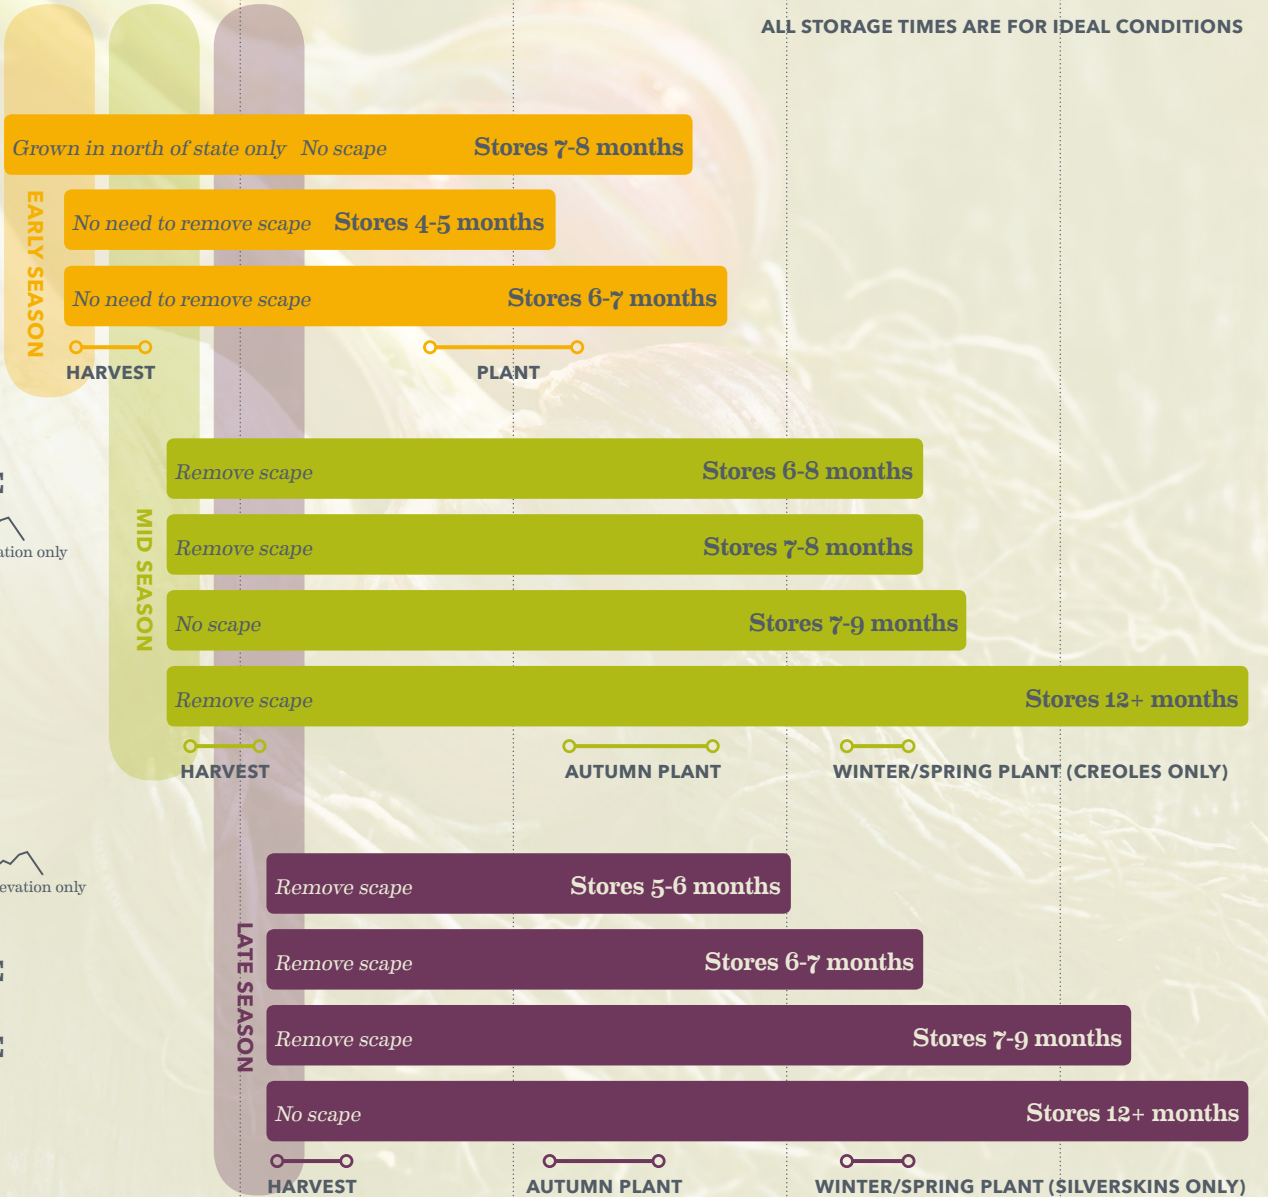 ALL STORAGE TIMES ARE FOR IDEAL CONDITIONS
EARLY SEASON
Grown in north of state only No scape Stores 7-8 months
No need to remove scape Stores 4-5 months
No need to remove scape Stores 6-7 months
HARVEST PLANT
MID SEASON
Remove scape Stores 6-8 months
ation only
Remove scape Stores 7-8 months
No scape Stores 7-9 months
Remove scape Stores 12+ months
HARVEST AUTUMN PLANT WINTER/SPRING PLANT (CREOLES ONLY)
LATE SEASON
evation only
Remove scape Stores 5-6 months
Remove scape Stores 6-7 months
Remove scape Stores 7-9 months
No scape Stores 12+ months
HARVEST AUTUMN PLANT WINTER/SPRING PLANT (SILVERSKINS ONLY)